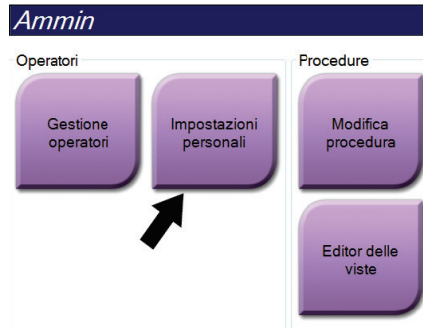 Ammin
Operatori
Procedure
Gestione
operatori
Impostazioni
personali
Modifica
procedura
Editor delle
viste